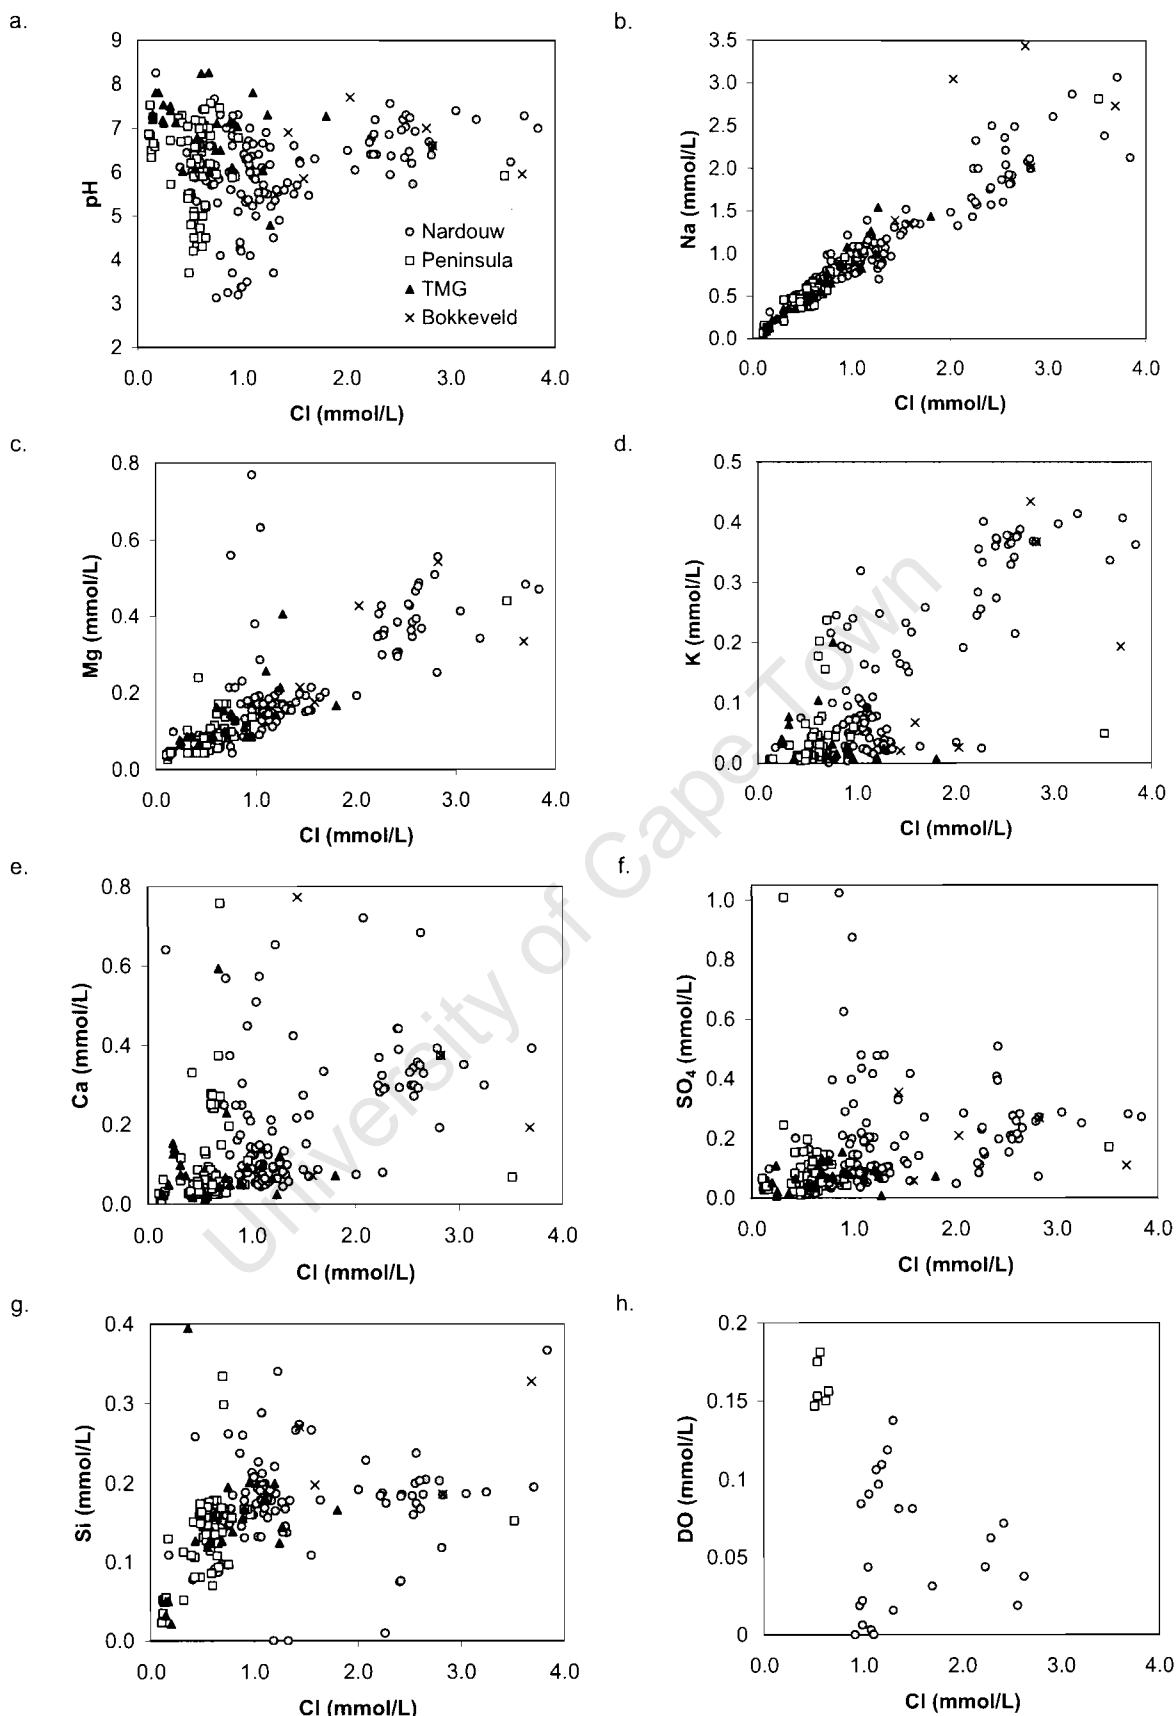 a.
9
8
7
6
5
4
3
2
pH
Nardouw
Peninsula
TMG
Bokkeveld
0.0 1.0 2.0 3.0 4.0
Cl (mmol/L)
b.
3.5
3.0
2.5
2.0
1.5
1.0
0.5
0.0
Na (mmol/L)
0.0 1.0 2.0 3.0 4.0
Cl (mmol/L)
c.
0.8
0.6
0.4
0.2
0.0
Mg (mmol/L)
0.0 1.0 2.0 3.0 4.0
Cl (mmol/L)
d.
0.5
0.4
0.3
0.2
0.1
0.0
K (mmol/L)
0.0 1.0 2.0 3.0 4.0
Cl (mmol/L)
e.
0.8
0.6
0.4
0.2
0.0
Ca (mmol/L)
0.0 1.0 2.0 3.0 4.0
Cl (mmol/L)
f.
1.0
0.8
0.6
0.4
0.2
0.0
SO₄ (mmol/L)
0.0 1.0 2.0 3.0 4.0
Cl (mmol/L)
g.
0.4
0.3
0.2
0.1
0.0
Si (mmol/L)
0.0 1.0 2.0 3.0 4.0
Cl (mmol/L)
h.
0.2
0.15
0.1
0.05
0
DO (mmol/L)
0.0 1.0 2.0 3.0 4.0
Cl (mmol/L)
University of Cape Town